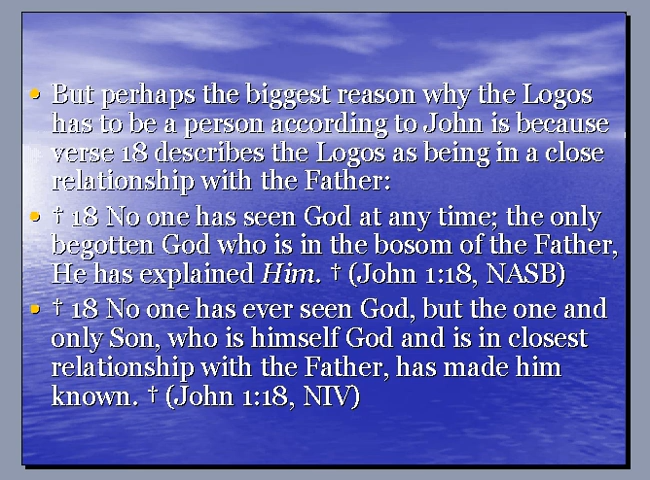 • But perhaps the biggest reason why the Logos
has to be a person according to John is because
verse 18 describes the Logos as being in a close
relationship with the Father:
• † 18 No one has seen God at any time; the only
begotten God who is in the bosom of the Father,
He has explained Him. † (John 1:18, NASB)
• † 18 No one has ever seen God, but the one and
only Son, who is himself God and is in closest
relationship with the Father, has made him
known. † (John 1:18, NIV)